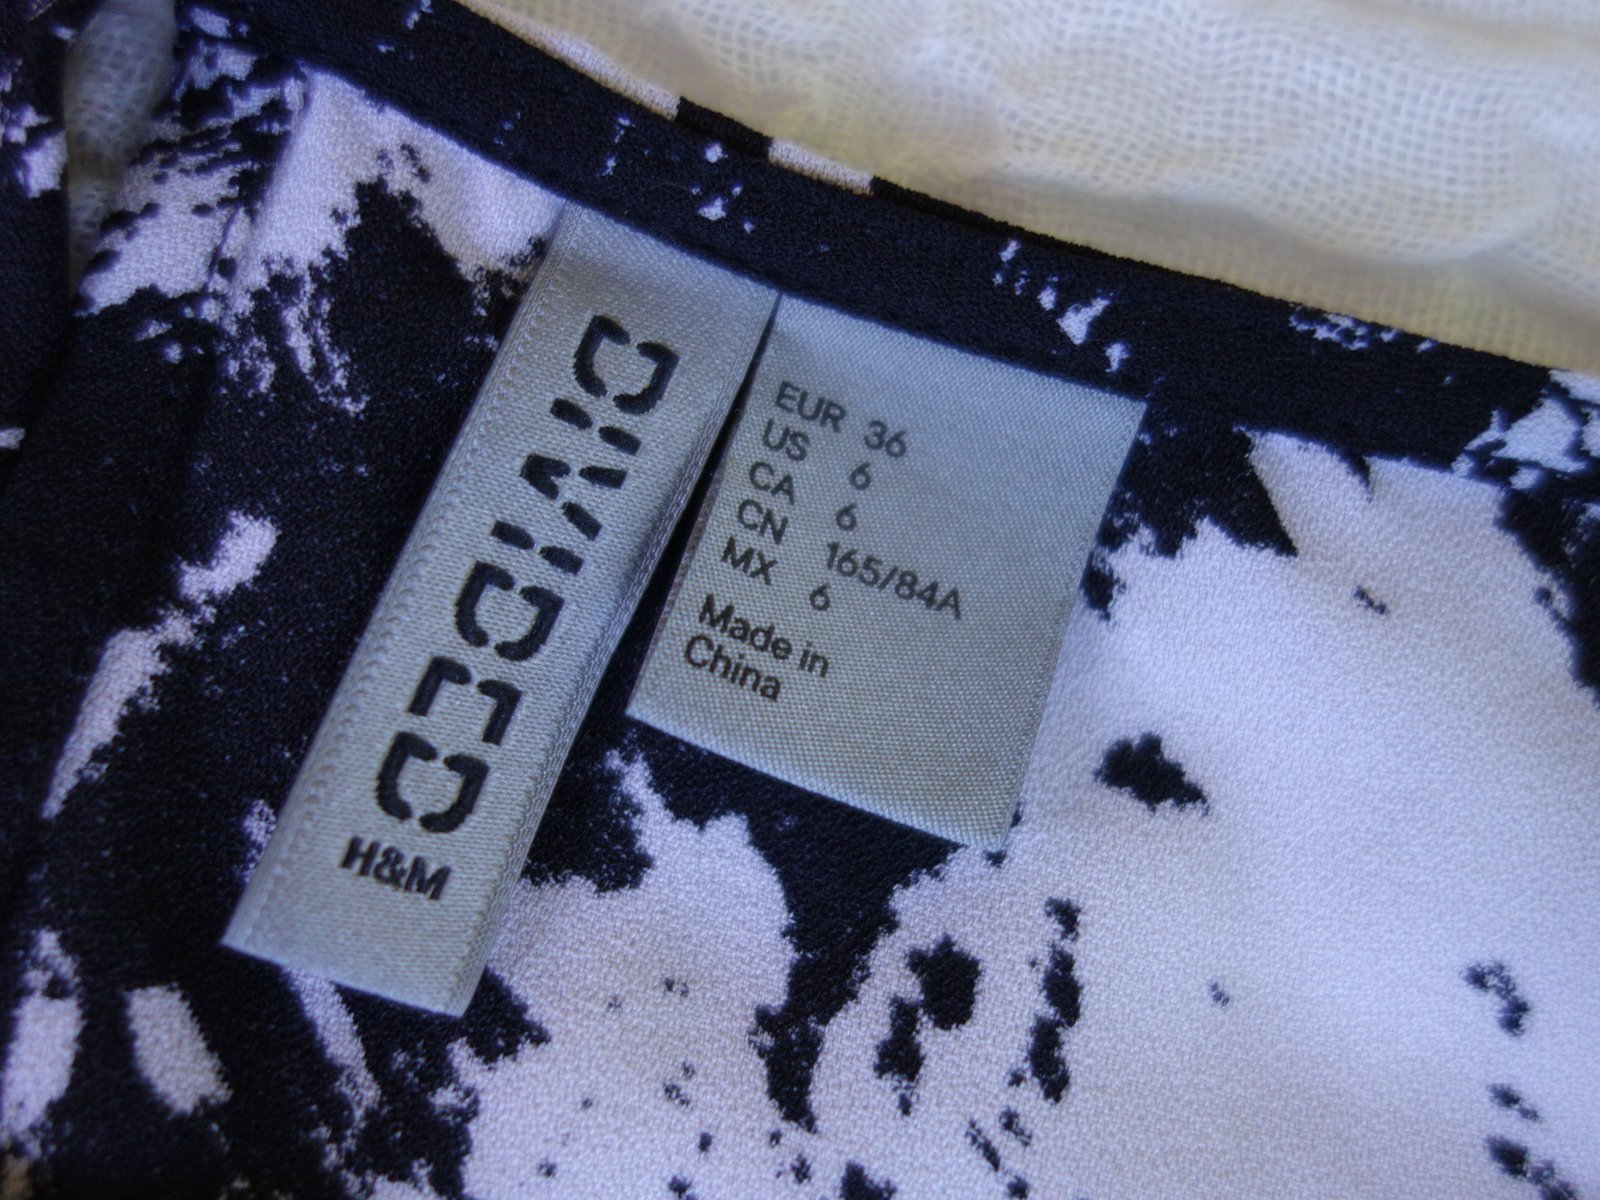 DIVIDED
H&M
EUR 36
US 6
CA 6
CN 165/84A
MX 6
Made in
China